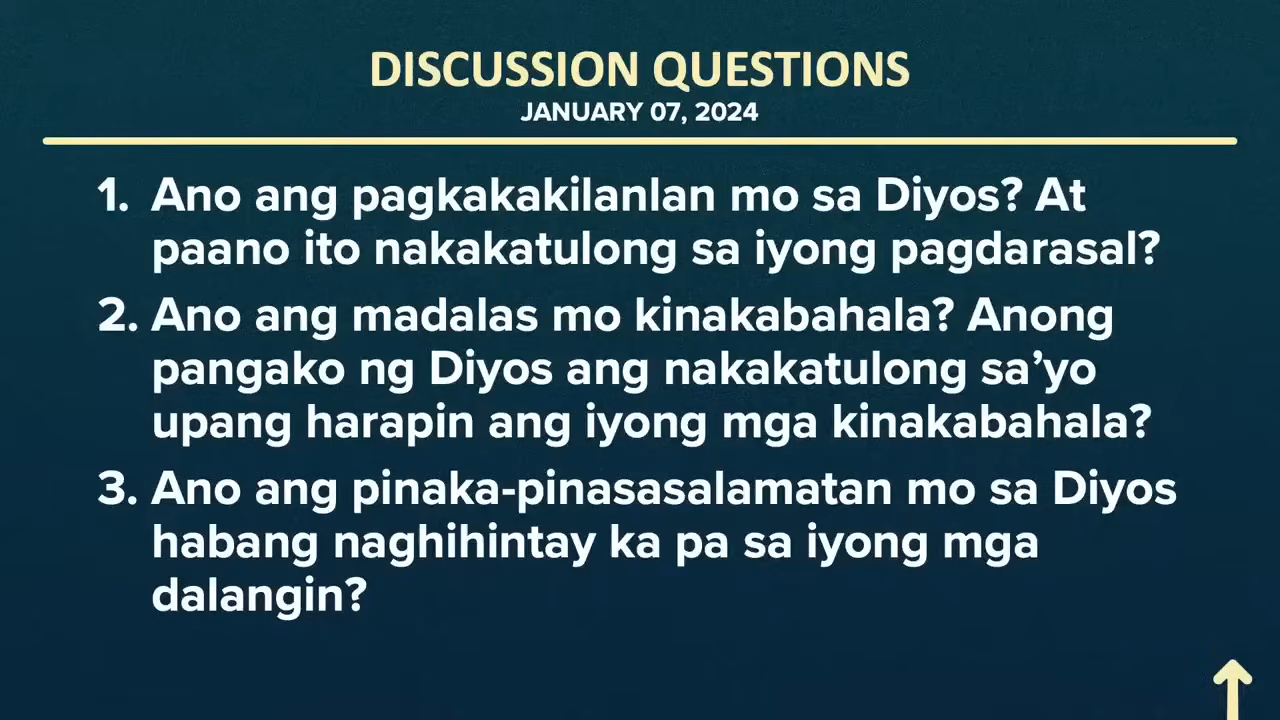 DISCUSSION QUESTIONS
JANUARY 07, 2024
1. Ano ang pagkakakilanlan mo sa Diyos? At
paano ito nakakatulong sa iyong pagdarasal?
2. Ano ang madalas mo kinakabahala? Anong
pangako ng Diyos ang nakakatulong sa’yo
upang harapin ang iyong mga kinakabahala?
3. Ano ang pinaka-pinasasalamatan mo sa Diyos
habang naghihintay ka pa sa iyong mga
dalangin?